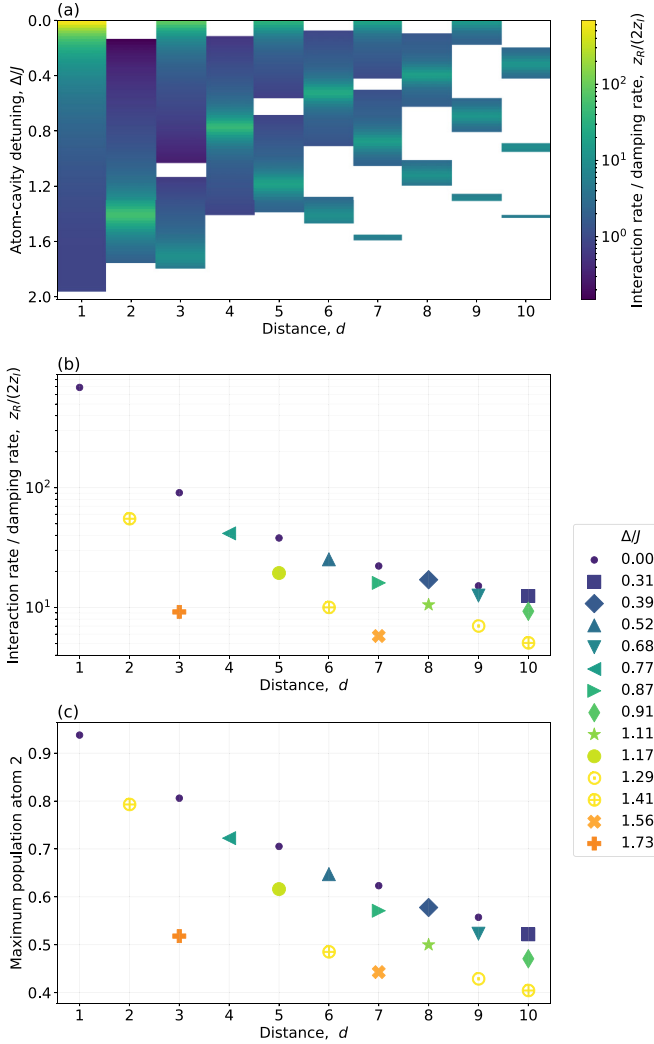 (a)
0.0
0.4
0.8
1.2
1.6
2.0
Atom-cavity detuning, Δ/J
1 2 3 4 5 6 7 8 9 10
Distance, d
10²
10¹
10⁰
Interaction rate / damping rate, z_R/(2z_I)
(b)
10²
10¹
Interaction rate / damping rate, z_R/(2z_I)
1 2 3 4 5 6 7 8 9 10
Distance, d
(c)
0.9
0.8
0.7
0.6
0.5
0.4
Maximum population atom 2
1 2 3 4 5 6 7 8 9 10
Distance, d
Δ/J
0.00
0.31
0.39
0.52
0.68
0.77
0.87
0.91
1.11
1.17
1.29
1.41
1.56
1.73